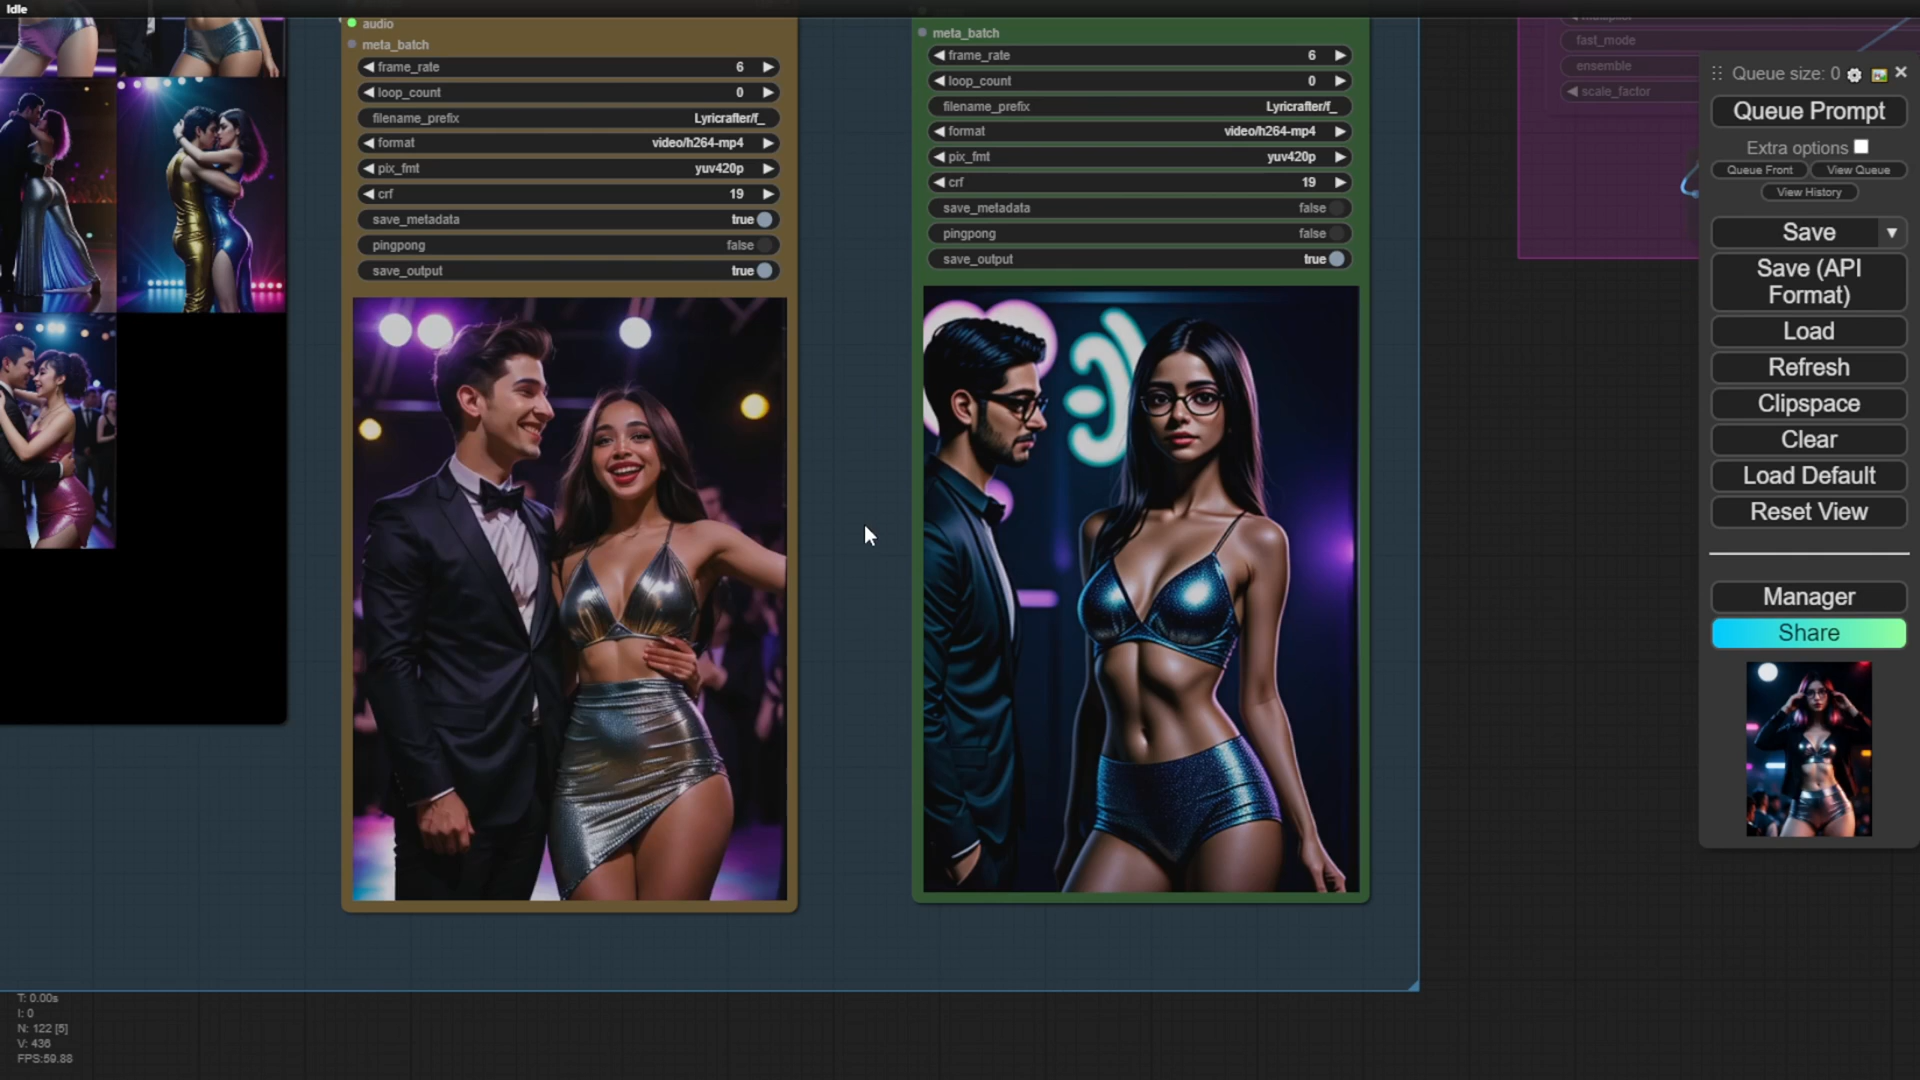 Idle
audio
meta_batch
frame_rate 6
loop_count 0
filename_prefix Lyricrafter/f_
format video/h264-mp4
pix_fmt yuv420p
crf 19
save_metadata true
pingpong false
save_output true
meta_batch
frame_rate 6
loop_count 0
filename_prefix Lyricrafter/f_
format video/h264-mp4
pix_fmt yuv420p
crf 19
save_metadata false
pingpong false
save_output true
multiplier
fast_mode
ensemble
scale_factor
Queue size: 0
Queue Prompt
Extra options
Queue Front View Queue
View History
Save
Save (API
Format)
Load
Refresh
Clipspace
Clear
Load Default
Reset View
Manager
Share
T: 0.00s
I: 0
N: 122 [5]
V: 436
FPS:59.88